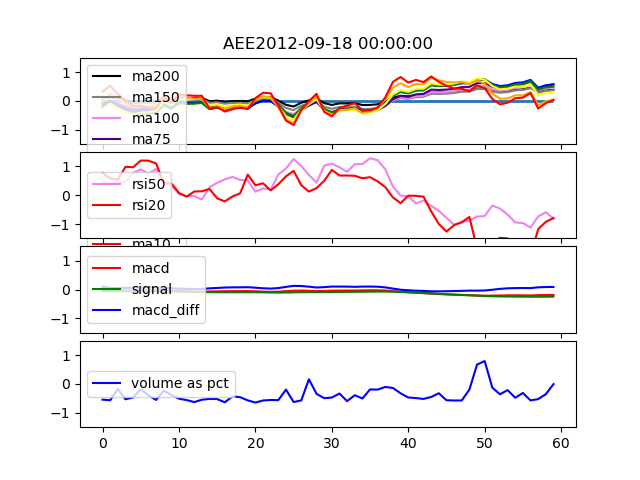 AEE2012-09-18 00:00:00
1
0
−1
ma200
ma150
ma100
ma75
1
0
−1
rsi50
rsi20
ma10
1
0
−1
macd
signal
macd_diff
1
0
−1
volume as pct
0 10 20 30 40 50 60